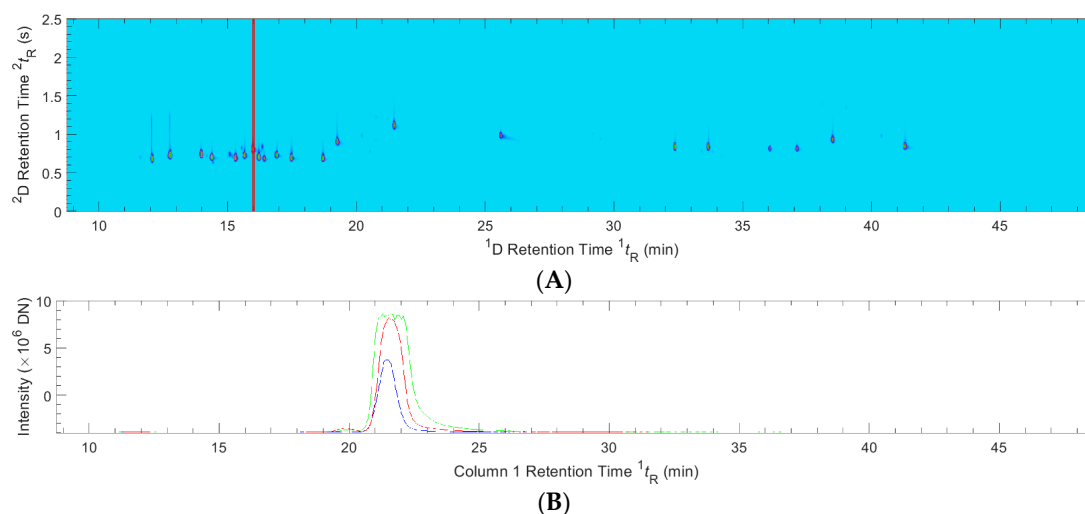 2.5
2
1.5
1
0.5
0
²D Retention Time ²tR (s)
10 15 20 25 30 35 40 45
¹D Retention Time ¹tR (min)
(A)
10
5
0
Intensity (×10⁶ DN)
10 15 20 25 30 35 40 45
Column 1 Retention Time ¹tR (min)
(B)